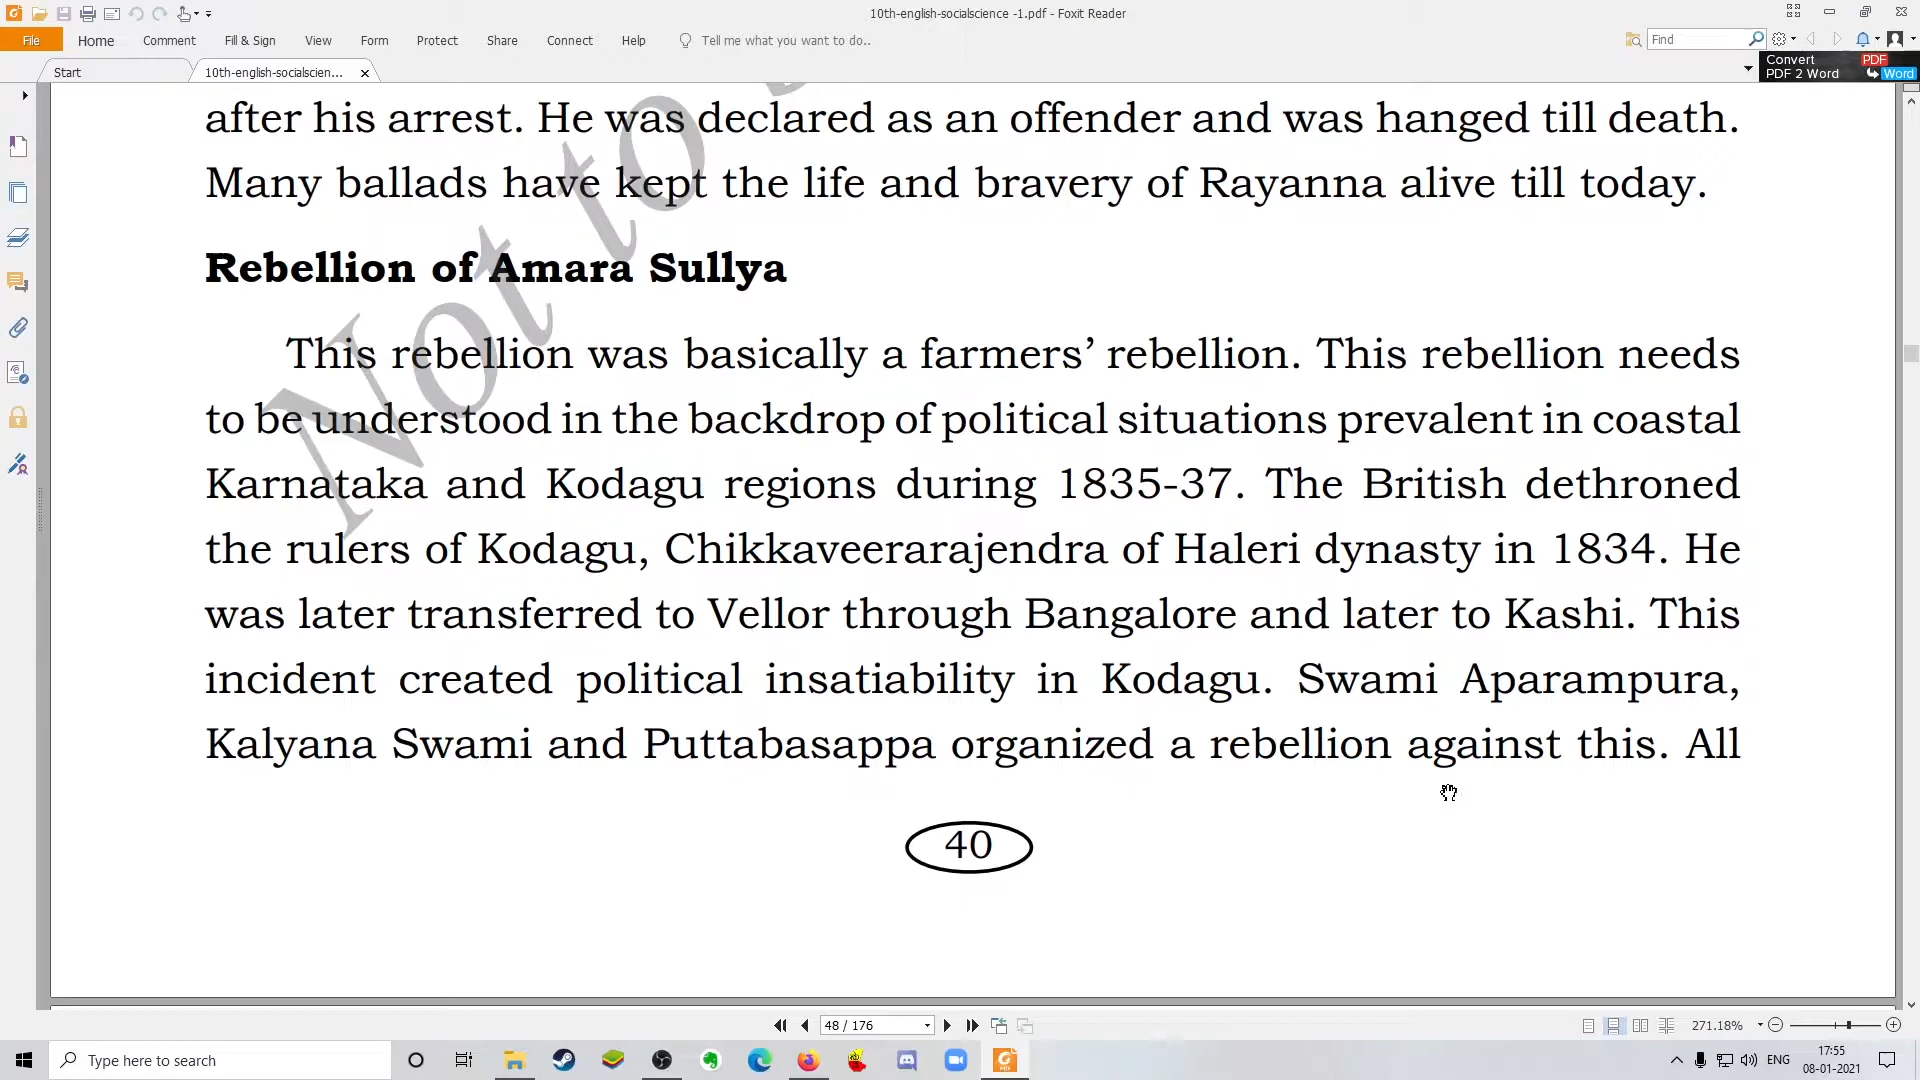 10th-english-socialscience -1.pdf - Foxit Reader
File Home Comment Fill & Sign View Form Protect Share Connect Help Tell me what you want to do.. Find
Start 10th-english-socialscien... Convert PDF
PDF 2 Word Word
after his arrest. He was declared as an offender and was hanged till death.
Many ballads have kept the life and bravery of Rayanna alive till today.
Rebellion of Amara Sullya
This rebellion was basically a farmers’ rebellion. This rebellion needs
to be understood in the backdrop of political situations prevalent in coastal
Karnataka and Kodagu regions during 1835-37. The British dethroned
the rulers of Kodagu, Chikkaveerarajendra of Haleri dynasty in 1834. He
was later transferred to Vellor through Bangalore and later to Kashi. This
incident created political insatiability in Kodagu. Swami Aparampura,
Kalyana Swami and Puttabasappa organized a rebellion against this. All
Not to
40
48 / 176 271.18%
Type here to search ENG 17:55
08-01-2021